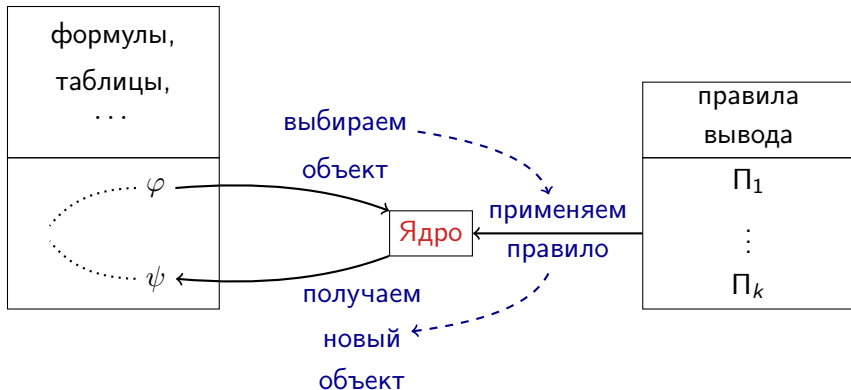 формулы,
таблицы,
...
φ
ψ
выбираем
объект
Ядро
получаем
новый
объект
применяем
правило
правила
вывода
Π₁
⋮
Πₖ